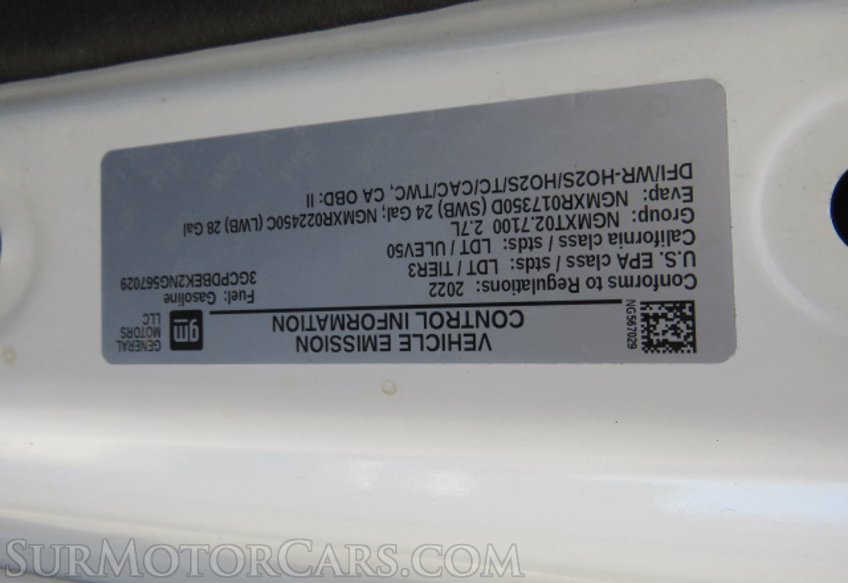 NG567029
VEHICLE EMISSION
CONTROL INFORMATION
gm
GENERAL
MOTORS
LLC
Conforms to Regulations: 2022 Fuel: Gasoline
U.S. EPA class / stds: LDT / TIER3 3GCPDBEK2NG567029
California class / stds: LDT / ULEV50
Group: NGMXT02.7100 2.7L
Evap: NGMXR017350D (SWB) 24 Gal; NGMXR022450C (LWB) 28 Gal
DFI/WR-HO2S/HO2S/TC/CAC/TWC, CA OBD: II
SurMotorCars.com